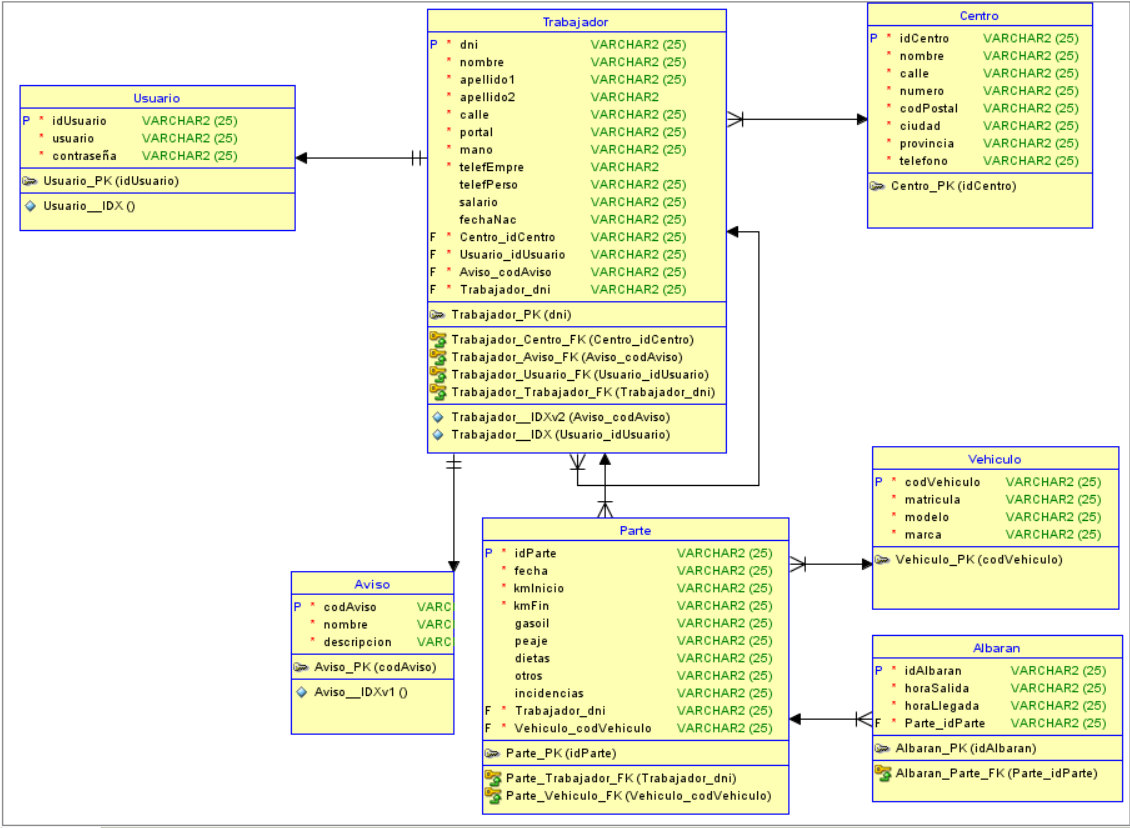 Usuario
P * idUsuario VARCHAR2 (25)
* usuario VARCHAR2 (25)
* contraseña VARCHAR2 (25)
Usuario_PK (idUsuario)
Usuario__IDX ()
Trabajador
P * dni VARCHAR2 (25)
* nombre VARCHAR2 (25)
* apellido1 VARCHAR2 (25)
* apellido2 VARCHAR2
* calle VARCHAR2 (25)
* portal VARCHAR2 (25)
* mano VARCHAR2 (25)
* telefEmpre VARCHAR2
telefPerso VARCHAR2 (25)
salario VARCHAR2 (25)
fechaNac VARCHAR2 (25)
F * Centro_idCentro VARCHAR2 (25)
F * Usuario_idUsuario VARCHAR2 (25)
F * Aviso_codAviso VARCHAR2 (25)
F * Trabajador_dni VARCHAR2 (25)
Trabajador_PK (dni)
Trabajador_Centro_FK (Centro_idCentro)
Trabajador_Aviso_FK (Aviso_codAviso)
Trabajador_Usuario_FK (Usuario_idUsuario)
Trabajador_Trabajador_FK (Trabajador_dni)
Trabajador__IDXv2 (Aviso_codAviso)
Trabajador__IDX (Usuario_idUsuario)
Centro
P * idCentro VARCHAR2 (25)
* nombre VARCHAR2 (25)
* calle VARCHAR2 (25)
* numero VARCHAR2 (25)
* codPostal VARCHAR2 (25)
* ciudad VARCHAR2 (25)
* provincia VARCHAR2 (25)
* telefono VARCHAR2 (25)
Centro_PK (idCentro)
Aviso
P * codAviso VARC
* nombre VARC
* descripcion VARC
Aviso_PK (codAviso)
Aviso__IDXv1 ()
Parte
P * idParte VARCHAR2 (25)
* fecha VARCHAR2 (25)
* kmInicio VARCHAR2 (25)
* kmFin VARCHAR2 (25)
gasoil VARCHAR2 (25)
peaje VARCHAR2 (25)
dietas VARCHAR2 (25)
otros VARCHAR2 (25)
incidencias VARCHAR2 (25)
F * Trabajador_dni VARCHAR2 (25)
F * Vehiculo_codVehiculo VARCHAR2 (25)
Parte_PK (idParte)
Parte_Trabajador_FK (Trabajador_dni)
Parte_Vehiculo_FK (Vehiculo_codVehiculo)
Vehiculo
P * codVehiculo VARCHAR2 (25)
* matricula VARCHAR2 (25)
* modelo VARCHAR2 (25)
* marca VARCHAR2 (25)
Vehiculo_PK (codVehiculo)
Albaran
P * idAlbaran VARCHAR2 (25)
* horaSalida VARCHAR2 (25)
* horaLlegada VARCHAR2 (25)
F * Parte_idParte VARCHAR2 (25)
Albaran_PK (idAlbaran)
Albaran_Parte_FK (Parte_idParte)